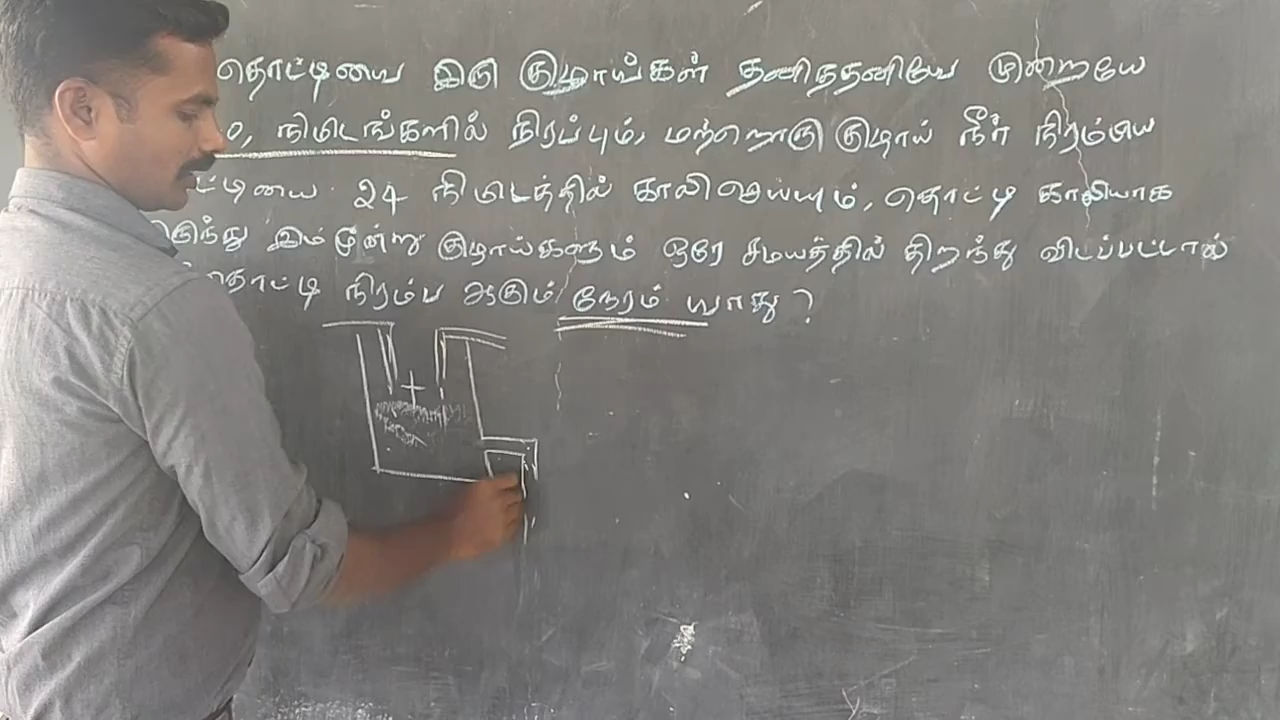 தொட்டியை இரு குழாய்கள் தனித்தனியே முறையே
0, நிமிடங்களில் நிரப்பும், மற்றொரு குழாய் நீர் நிரம்பிய
ட்டியை 24 நிமிடத்தில் காலிசெய்யும், தொட்டி காலியாக
ருந்து இம்மூன்று குழாய்களும் ஒரே சமயத்தில் திறந்து விடப்பட்டால்
தொட்டி நிரம்ப ஆகும் நேரம் யாது?